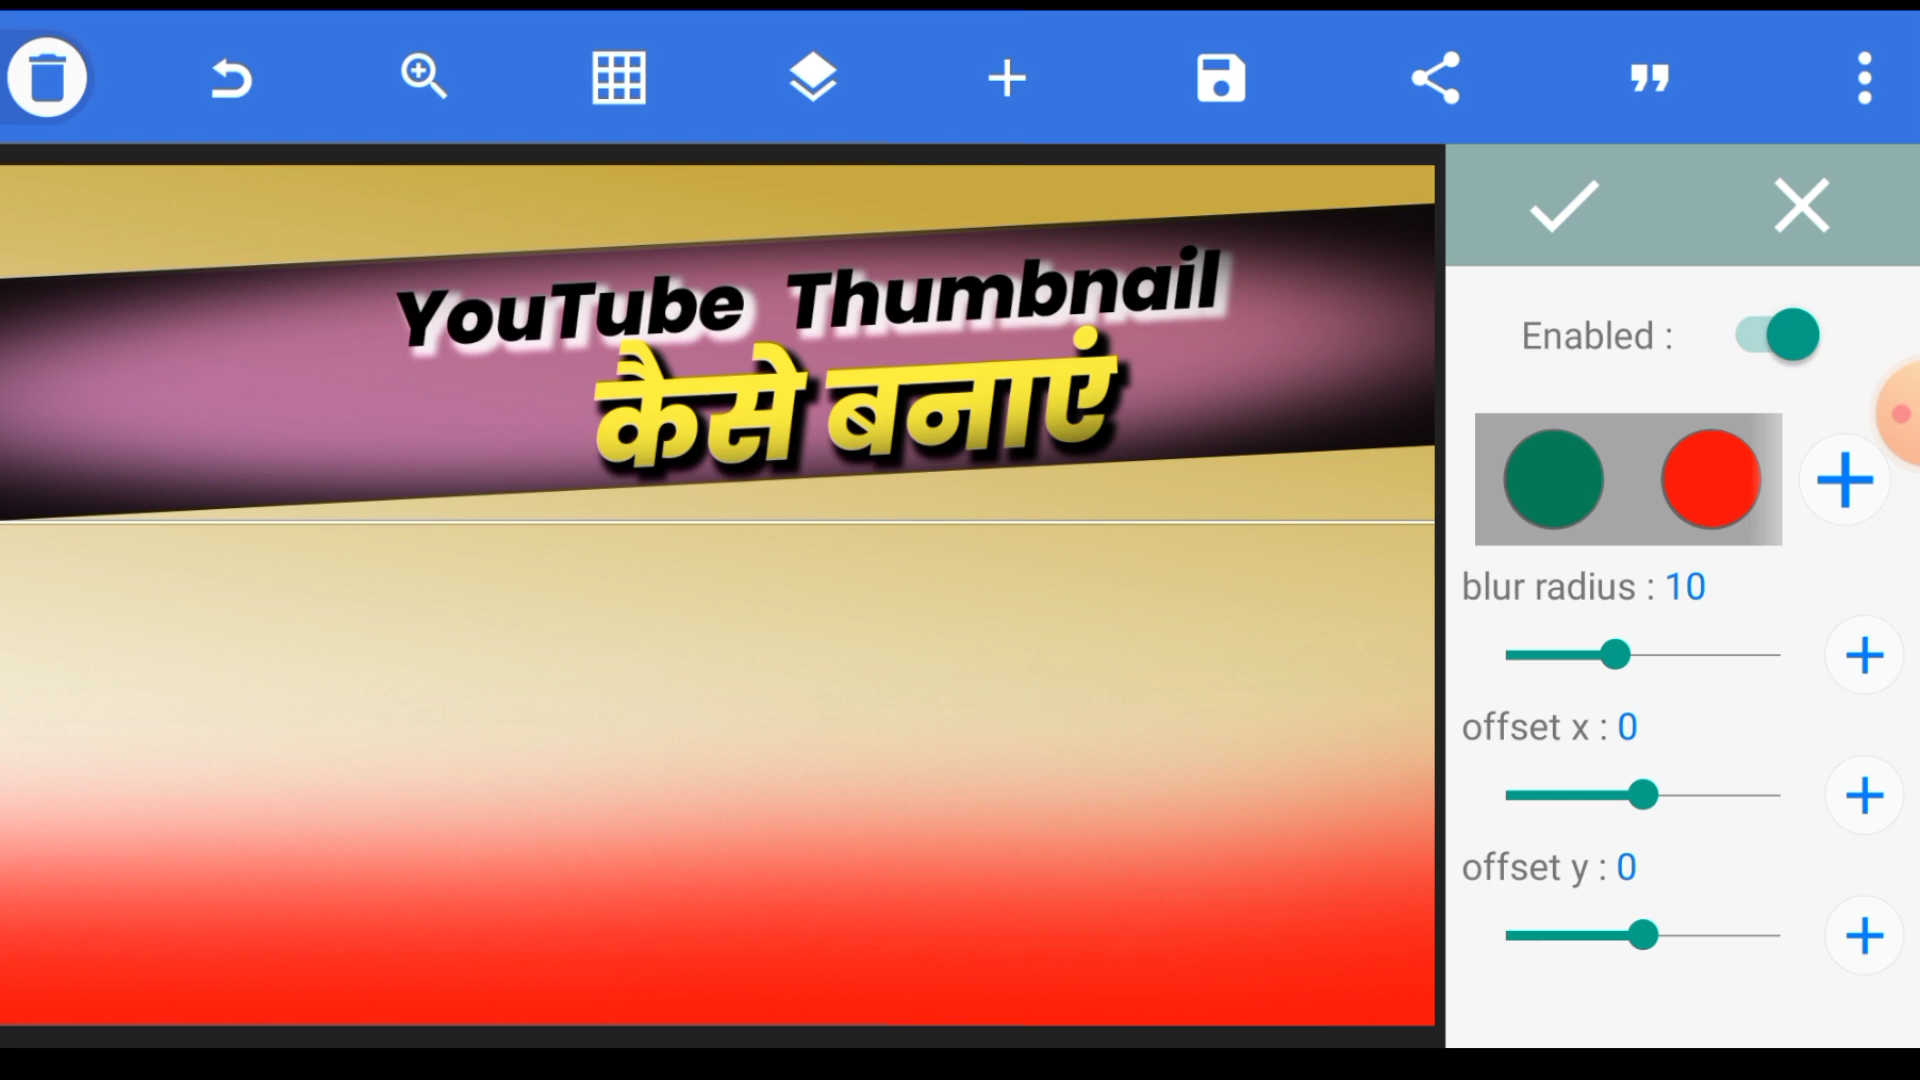 Enabled :
YouTube Thumbnail
कैसे बनाएं
blur radius : 10
offset x : 0
offset y : 0